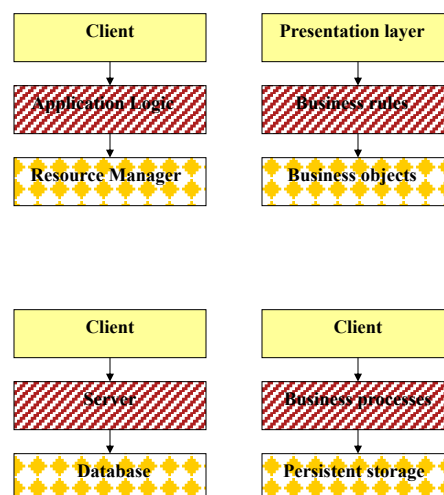 Client
Application Logic
Resource Manager
Presentation layer
Business rules
Business objects
Client
Server
Database
Client
Business processes
Persistent storage